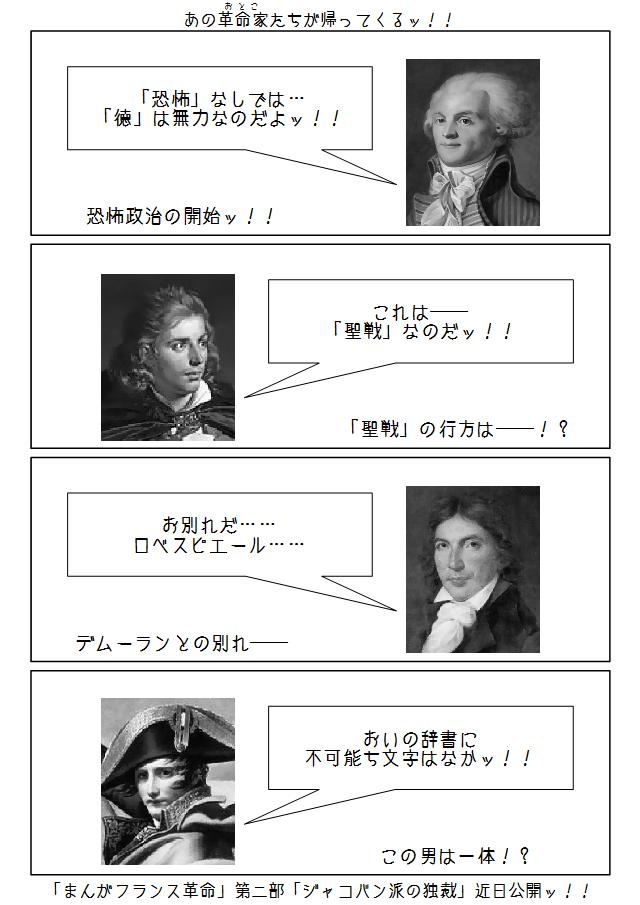 おとこ
あの革命家たちが帰ってくるッ！！
「恐怖」なしでは…
「徳」は無力なのだよッ！！
恐怖政治の開始ッ！！
これは――
「聖戦」なのだッ！！
「聖戦」の行方は――！？
お別れだ……
ロベスピエール……
デムーランとの別れ――
おいの辞書に
不可能ち文字はなかッ！！
この男は一体！？
「まんがフランス革命」第二部「ジャコバン派の独裁」近日公開ッ！！